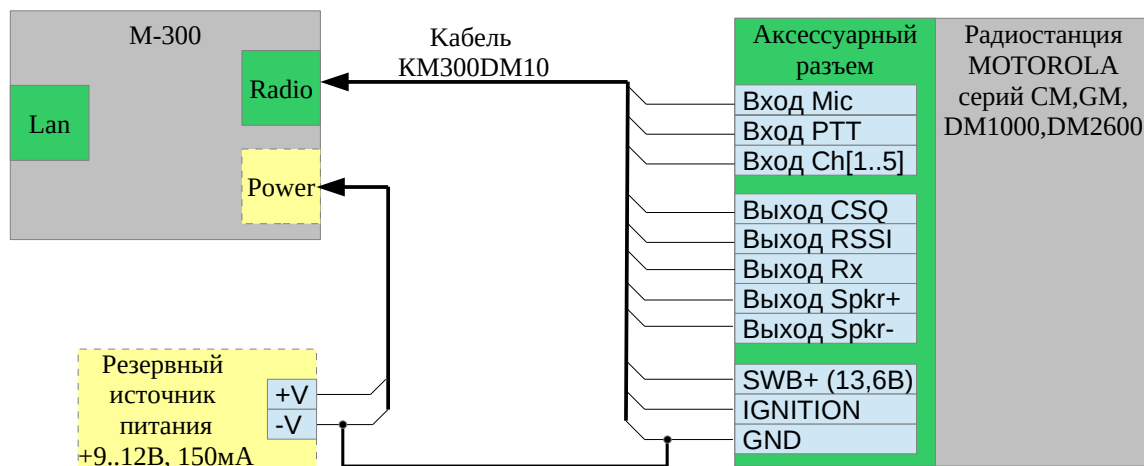 М-300
Lan
Radio
Power
Кабель
КМ300DM10
Аксессуарный
разъем
Вход Mic
Вход PTT
Вход Ch[1..5]
Выход CSQ
Выход RSSI
Выход Rx
Выход Spkr+
Выход Spkr-
SWB+ (13,6В)
IGNITION
GND
Радиостанция
MOTOROLA
серий CM,GM,
DM1000,DM2600
Резервный
источник
питания
+9..12В, 150мА
+V
-V